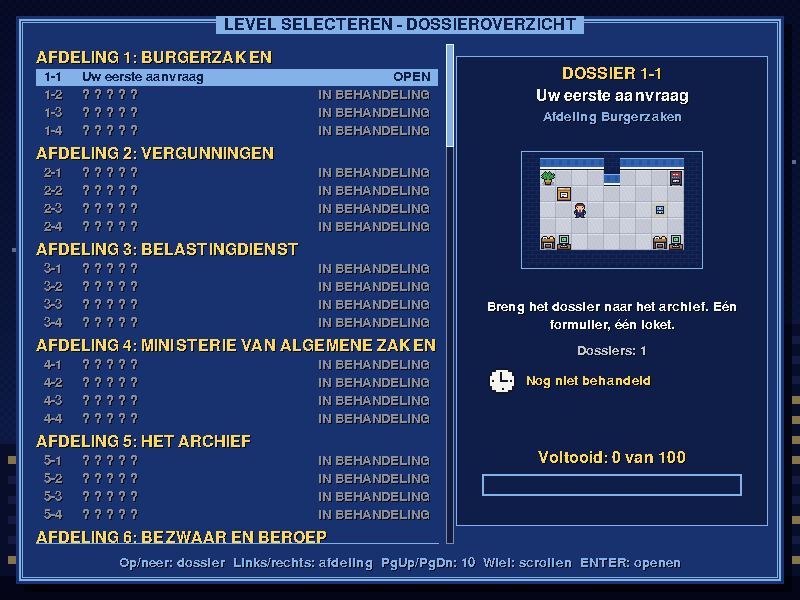 LEVEL SELECTEREN - DOSSIEROVERZICHT
AFDELING 1: BURGERZAKEN
1-1 Uw eerste aanvraag OPEN
1-2 ? ? ? ? ? IN BEHANDELING
1-3 ? ? ? ? ? IN BEHANDELING
1-4 ? ? ? ? ? IN BEHANDELING
AFDELING 2: VERGUNNINGEN
2-1 ? ? ? ? ? IN BEHANDELING
2-2 ? ? ? ? ? IN BEHANDELING
2-3 ? ? ? ? ? IN BEHANDELING
2-4 ? ? ? ? ? IN BEHANDELING
AFDELING 3: BELASTINGDIENST
3-1 ? ? ? ? ? IN BEHANDELING
3-2 ? ? ? ? ? IN BEHANDELING
3-3 ? ? ? ? ? IN BEHANDELING
3-4 ? ? ? ? ? IN BEHANDELING
AFDELING 4: MINISTERIE VAN ALGEMENE ZAKEN
4-1 ? ? ? ? ? IN BEHANDELING
4-2 ? ? ? ? ? IN BEHANDELING
4-3 ? ? ? ? ? IN BEHANDELING
4-4 ? ? ? ? ? IN BEHANDELING
AFDELING 5: HET ARCHIEF
5-1 ? ? ? ? ? IN BEHANDELING
5-2 ? ? ? ? ? IN BEHANDELING
5-3 ? ? ? ? ? IN BEHANDELING
5-4 ? ? ? ? ? IN BEHANDELING
AFDELING 6: BEZWAAR EN BEROEP
DOSSIER 1-1
Uw eerste aanvraag
Afdeling Burgerzaken
Breng het dossier naar het archief. Eén
formulier, één loket.
Dossiers: 1
Nog niet behandeld
Voltooid: 0 van 100
Op/neer: dossier Links/rechts: afdeling PgUp/PgDn: 10 Wiel: scrollen ENTER: openen